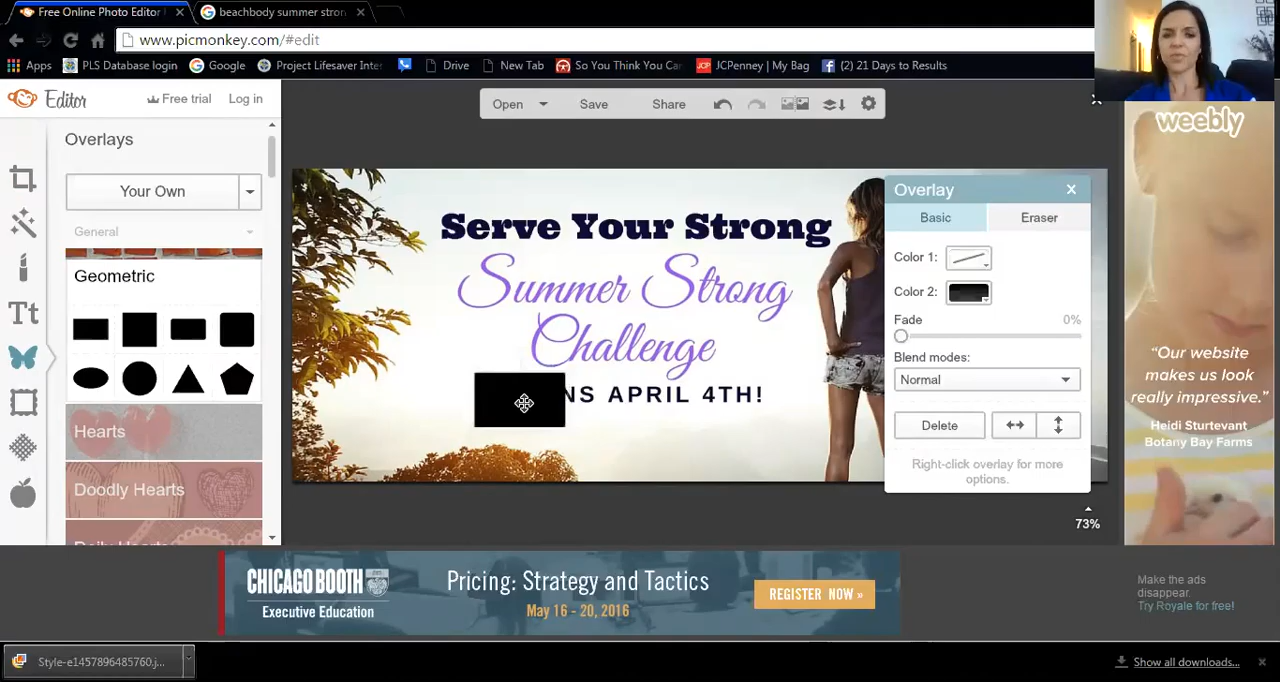 Free Online Photo Editor
beachbody summer stron
www.picmonkey.com/#edit
Apps
PLS Database login
Google
Project Lifesaver Inte
Drive
New Tab
So You Think You Can
JCPenney | My Bag
(2) 21 Days to Results
Editor
Free trial
Log in
Open
Save
Share
Overlays
Your Own
General
Geometric
Hearts
Doodly Hearts
Serve Your Strong
Summer Strong
Challenge
NS APRIL 4TH!
Overlay
Basic
Eraser
Color 1:
Color 2:
Fade
0%
Blend modes:
Normal
Delete
Right-click overlay for more
options.
73%
weebly
“Our website
makes us look
really impressive.”
Heidi Sturtevant
Botany Bay Farms
CHICAGO BOOTH
Executive Education
Pricing: Strategy and Tactics
May 16 - 20, 2016
REGISTER NOW »
Make the ads
disappear.
Try Royale for free!
Style-e1457896485760.j...
Show all downloads...